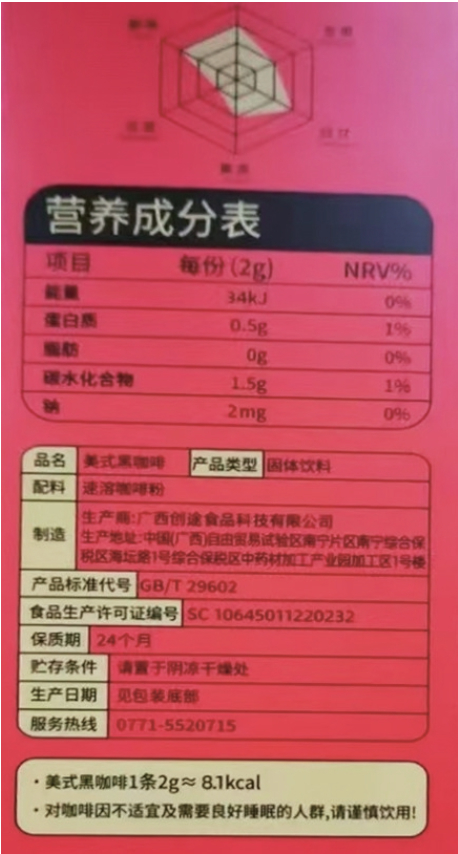 营养成分表
项目 每份(2g) NRV%
能量 34kJ 0%
蛋白质 0.5g 1%
脂肪 0g 0%
碳水化合物 1.5g 1%
钠 2mg 0%
品名 美式黑咖啡 产品类型 固体饮料
配料 速溶咖啡粉
制造 生产商:广西创途食品科技有限公司
生产地址:中国(广西)自由贸易试验区南宁片区南宁综合保
税区海坛路1号综合保税区中药材加工产业园加工区1号楼
产品标准代号 GB/T 29602
食品生产许可证编号 SC 10645011220232
保质期 24个月
贮存条件 请置于阴凉干燥处
生产日期 见包装底部
服务热线 0771-5520715
·美式黑咖啡1条2g≈ 8.1kcal
·对咖啡因不适宜及需要良好睡眠的人群,请谨慎饮用!